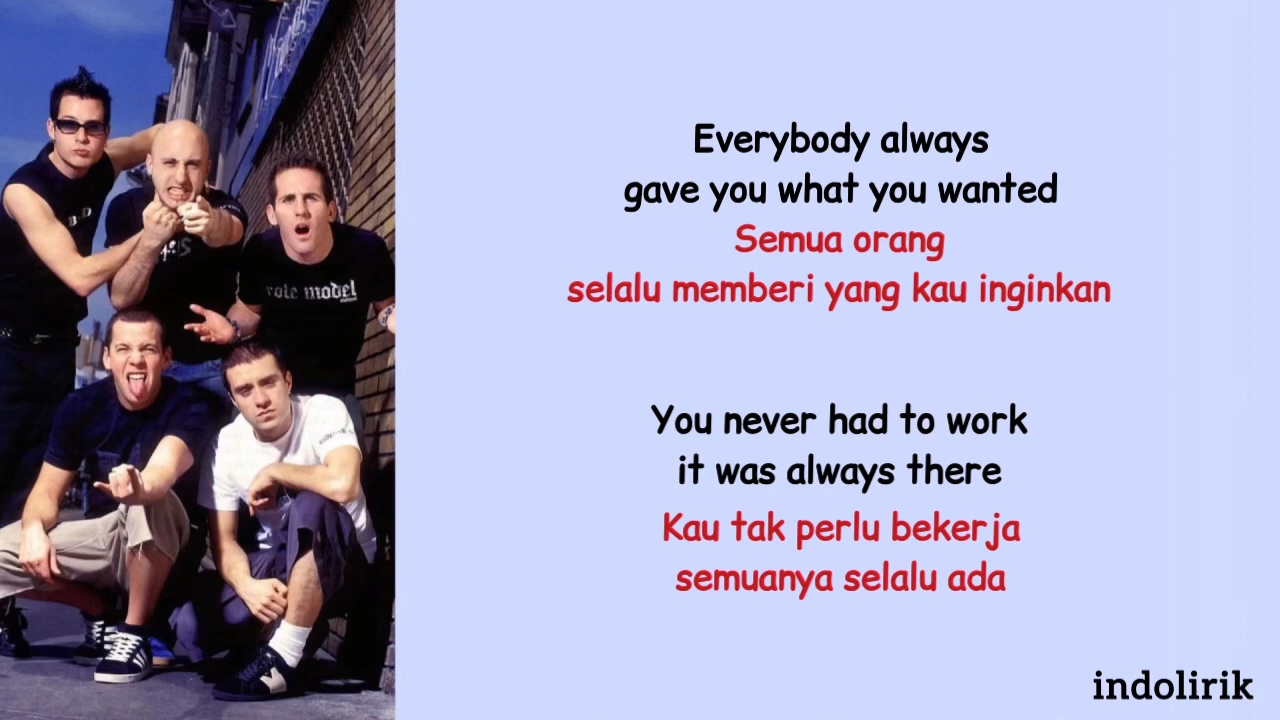 Everybody always
gave you what you wanted
Semua orang
selalu memberi yang kau inginkan
You never had to work
it was always there
Kau tak perlu bekerja
semuanya selalu ada
role model
indolirik